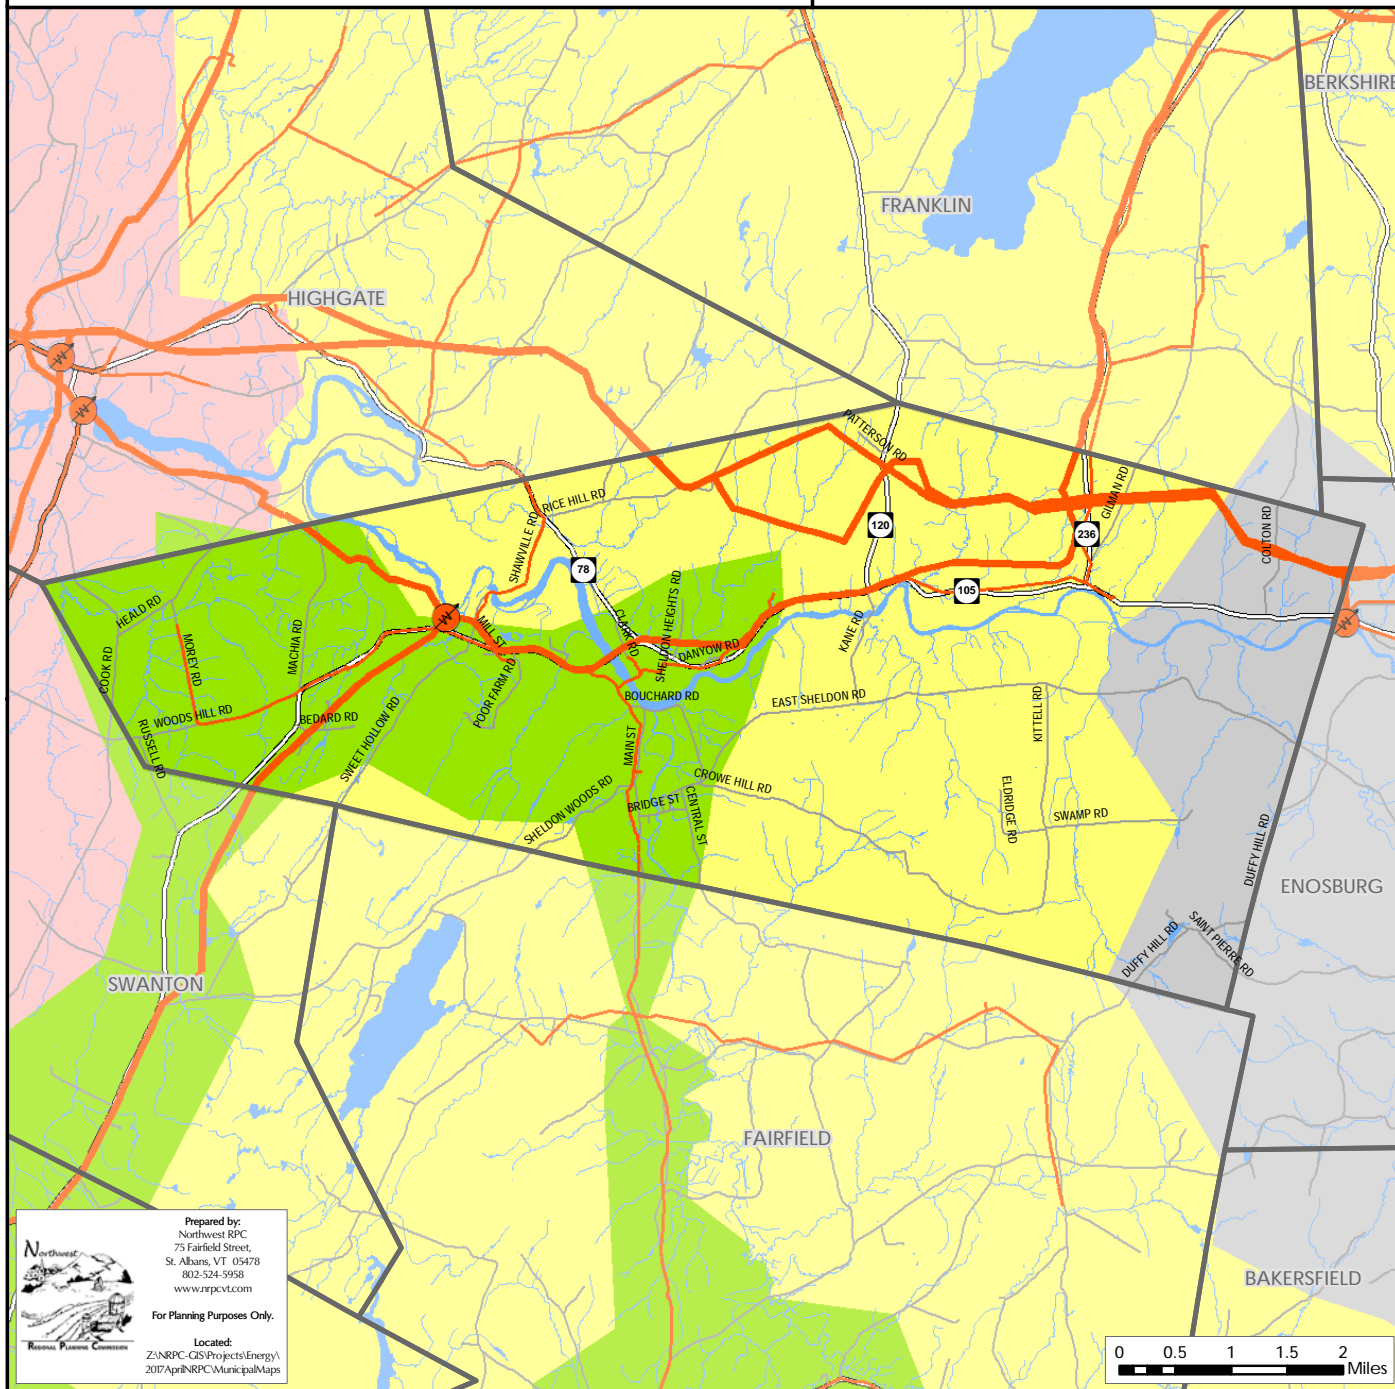 BERKSHIRE
FRANKLIN
HIGHGATE
PATTERSON RD
GILMAN RD
RICE HILL RD
SHAWVILLE RD
120
236
COLTON RD
78
105
HEALD RD
MOREY RD
MACHIA RD
COOK RD
MILL ST
CLARK RD
SHELDON HEIGHTS RD
DANYOW RD
KANE RD
POOR FARM RD
BOUCHARD RD
EAST SHELDON RD
KITTELL RD
WOODS HILL RD
BEDARD RD
RUSSELL RD
SWEET HOLLOW RD
MAIN ST
CROWE HILL RD
SHELDON WOODS RD
BRIDGE ST
CENTRAL ST
ELDRIDGE RD
SWAMP RD
DUFFY HILL RD
ENOSBURG
SAINT PIERRE RD
DUFFY HILL RD
SWANTON
FAIRFIELD
BAKERSFIELD
W
W
W
W
Northwest
REGIONAL PLANNING COMMISSION
Prepared by:
Northwest RPC
75 Fairfield Street,
St. Albans, VT 05478
802-524-5958
www.nrpcvt.com
For Planning Purposes Only.
Located:
Z:\NRPC-GIS\Projects\Energy\
2017AprilNRPC\MunicipalMaps
0 0.5 1 1.5 2
Miles